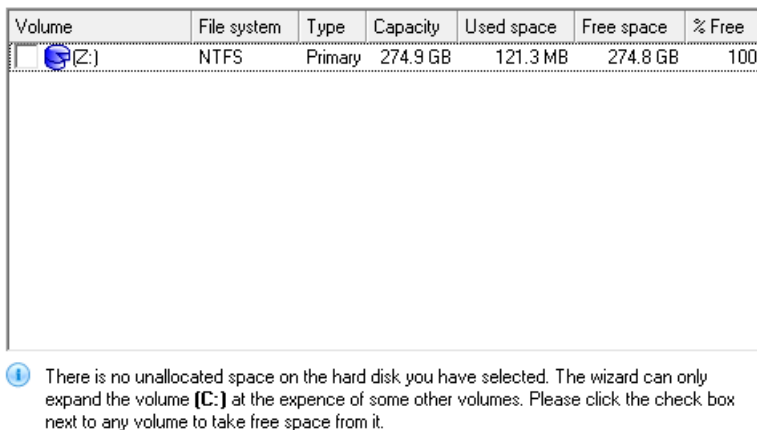 Volume File system Type Capacity Used space Free space % Free
(Z:) NTFS Primary 274.9 GB 121.3 MB 274.8 GB 100
There is no unallocated space on the hard disk you have selected. The wizard can only
expand the volume (C:) at the expence of some other volumes. Please click the check box
next to any volume to take free space from it.